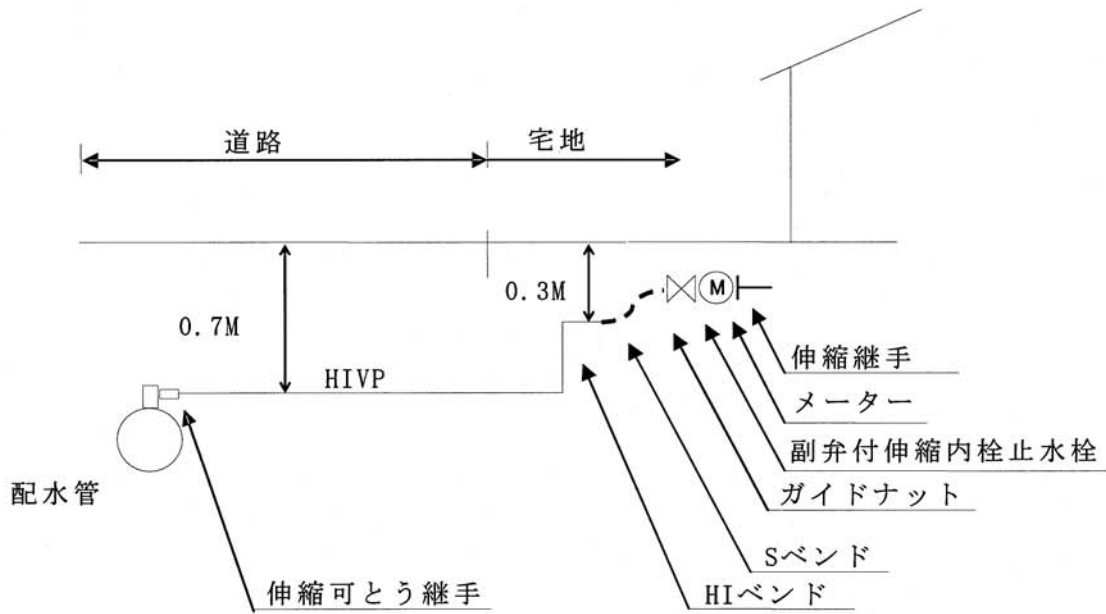 道路
宅地
0.7M
0.3M
M
HIVP
配水管
伸縮継手
メーター
副弁付伸縮内栓止水栓
ガイドナット
Sベンド
HIベンド
伸縮可とう継手